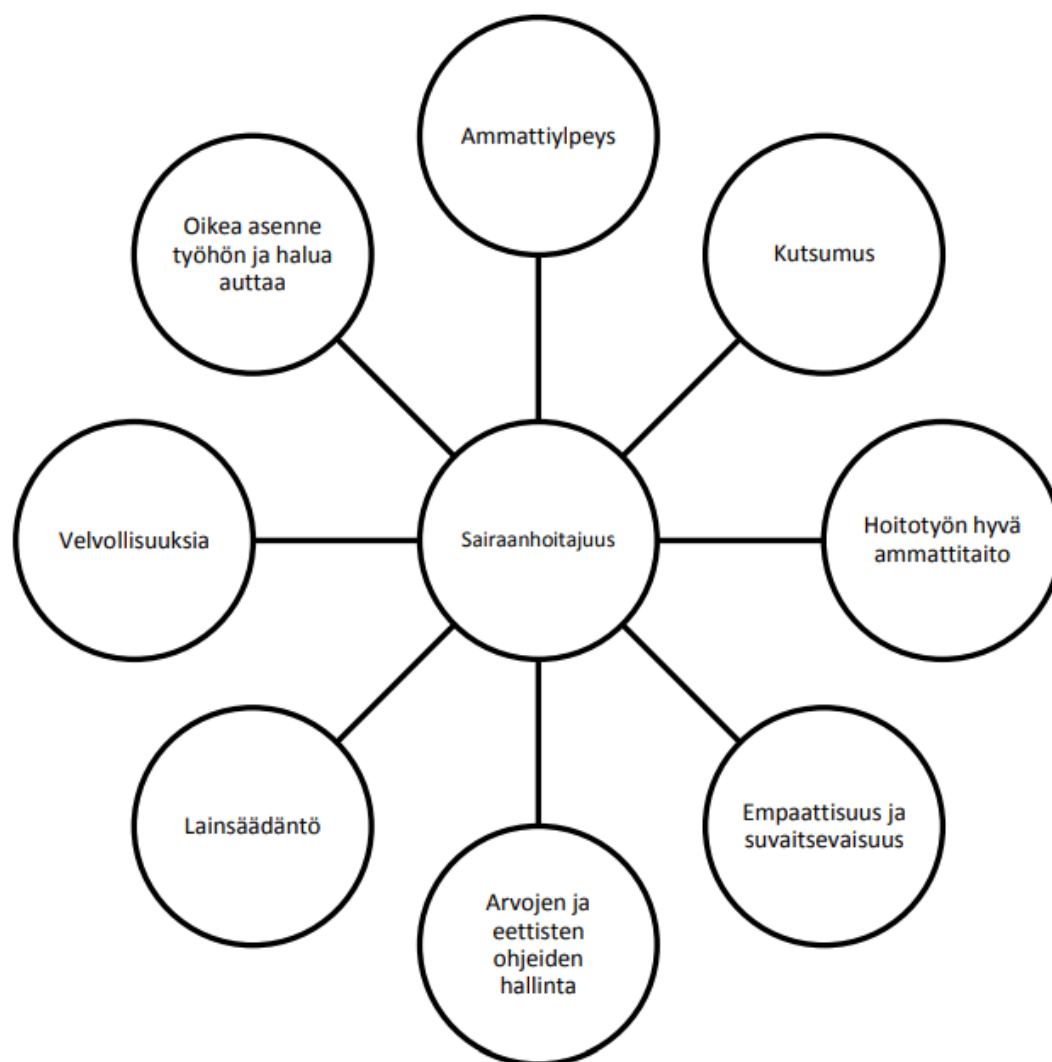 Ammattiylpeys
Oikea asenne
työhön ja halua
auttaa
Kutsumus
Velvollisuuksia
Sairaanhoitajuus
Hoitotyön hyvä
ammattitaito
Lainsäädäntö
Empaattisuus ja
suvaitsevaisuus
Arvojen ja
eettisten
ohjeiden
hallinta